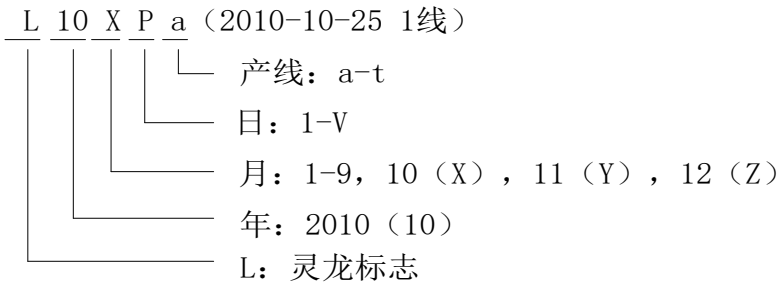 L 10 X P a（2010-10-25 1线）
产线：a-t
日：1-V
月：1-9，10（X），11（Y），12（Z）
年：2010（10）
L：灵龙标志